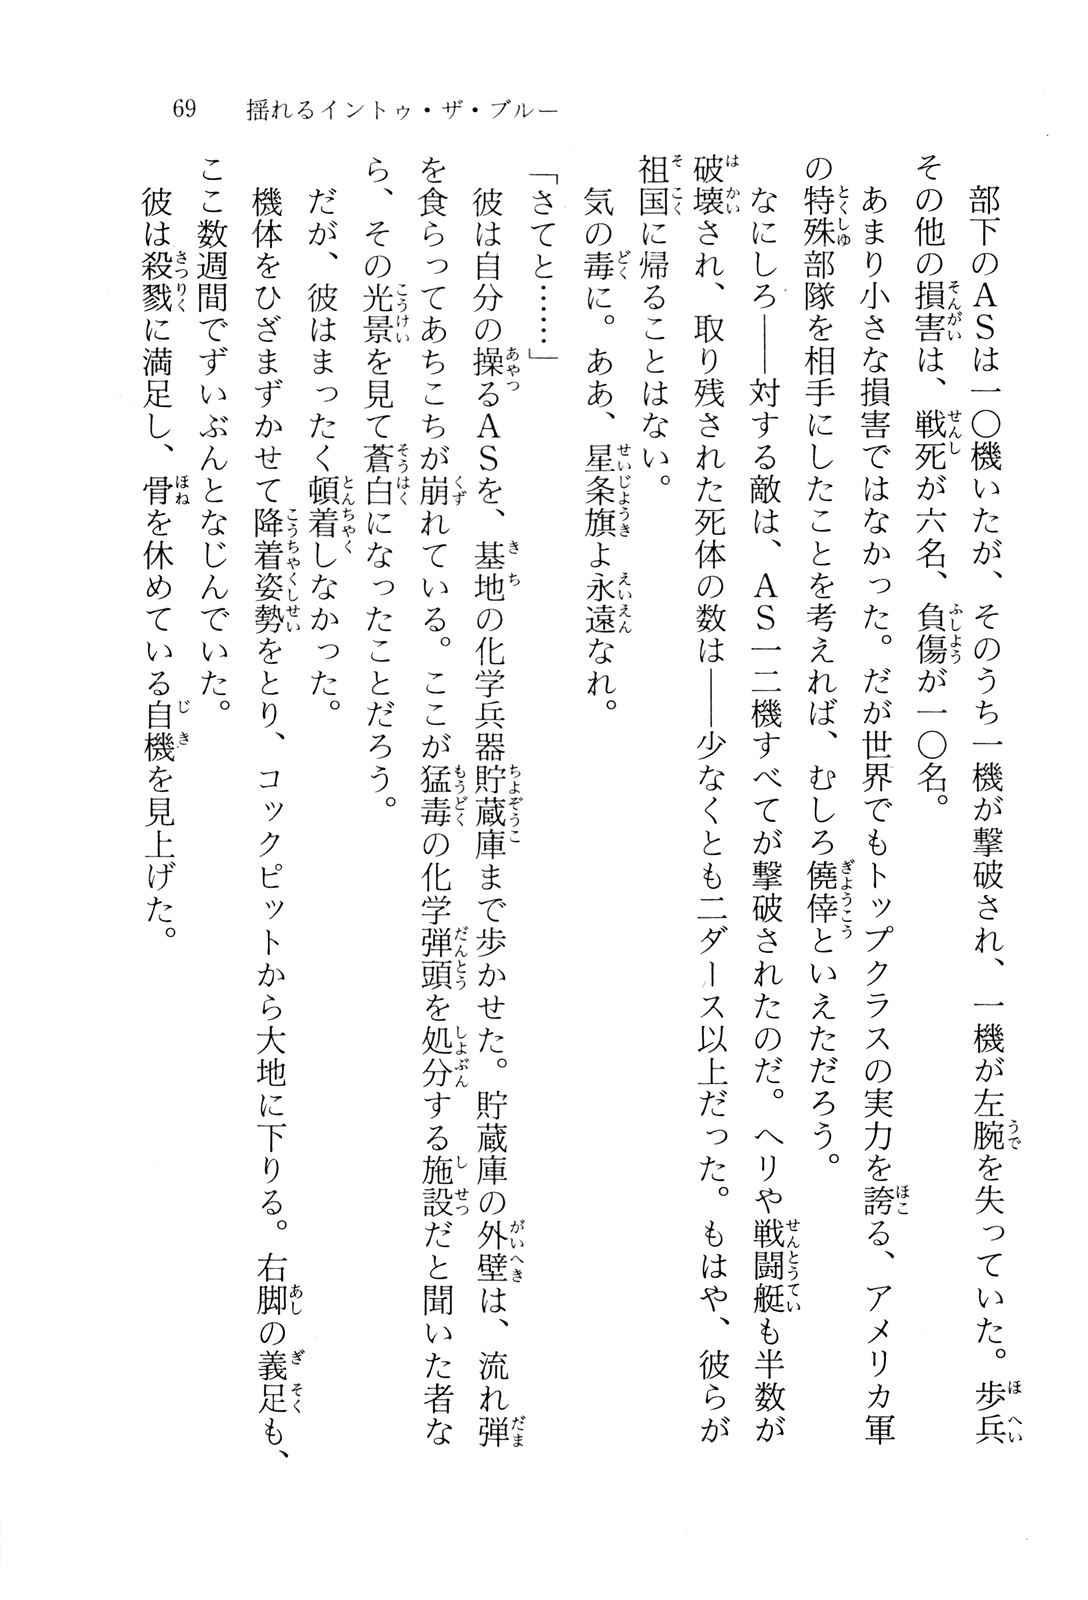 69　揺れるイントゥ・ザ・ブルー
　部下のＡＳは一〇機いたが、そのうち一機が撃破され、一機が左腕を失っていた。歩兵
その他の損害は、戦死が六名、負傷が一〇名。
　あまり小さな損害ではなかった。だが世界でもトップクラスの実力を誇る、アメリカ軍
の特殊部隊を相手にしたことを考えれば、むしろ僥倖といえただろう。
　なにしろ――対する敵は、ＡＳ一二機すべてが撃破されたのだ。ヘリや戦闘艇も半数が
破壊され、取り残された死体の数は――少なくとも二ダース以上だった。もはや、彼らが
祖国に帰ることはない。
　気の毒に。ああ、星条旗よ永遠なれ。
「さてと……」
　彼は自分の操るＡＳを、基地の化学兵器貯蔵庫まで歩かせた。貯蔵庫の外壁は、流れ弾
を食らってあちこちが崩れている。ここが猛毒の化学弾頭を処分する施設だと聞いた者な
ら、その光景を見て蒼白になったことだろう。
　だが、彼はまったく頓着しなかった。
　機体をひざまずかせて降着姿勢をとり、コックピットから大地に下りる。右脚の義足も、
ここ数週間でずいぶんとなじんでいた。
　彼は殺戮に満足し、骨を休めている自機を見上げた。